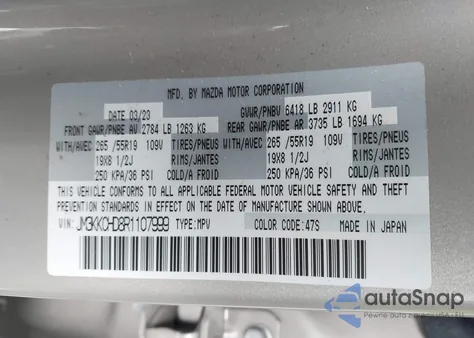 MFD. BY MAZDA MOTOR CORPORATION
DATE 03/23 GVWR/PNBV 6418 LB 2911 KG
FRONT GAWR/PNBE AV 2784 LB 1263 KG REAR GAWR/PNBE AR 3735 LB 1694 KG
WITH/AVEC 265 /55R19 109V TIRES/PNEUS WITH/AVEC 265 /55R19 109V TIRES/PNEUS
19X8 1/2J RIMS/JANTES 19X8 1/2J RIMS/JANTES
250 KPA/36 PSI COLD/A FROID 250 KPA/36 PSI COLD/A FROID
THIS VEHICLE CONFORMS TO ALL APPLICABLE FEDERAL MOTOR VEHICLE SAFETY AND THEFT
PREVENTION STANDARDS IN EFFECT ON THE DATE OF MANUFACTURE SHOWN ABOVE.
VIN: JM3KKCHD8R1107999 TYPE:MPV COLOR CODE:47S MADE IN JAPAN
autoSnap
Pewne auto z USA